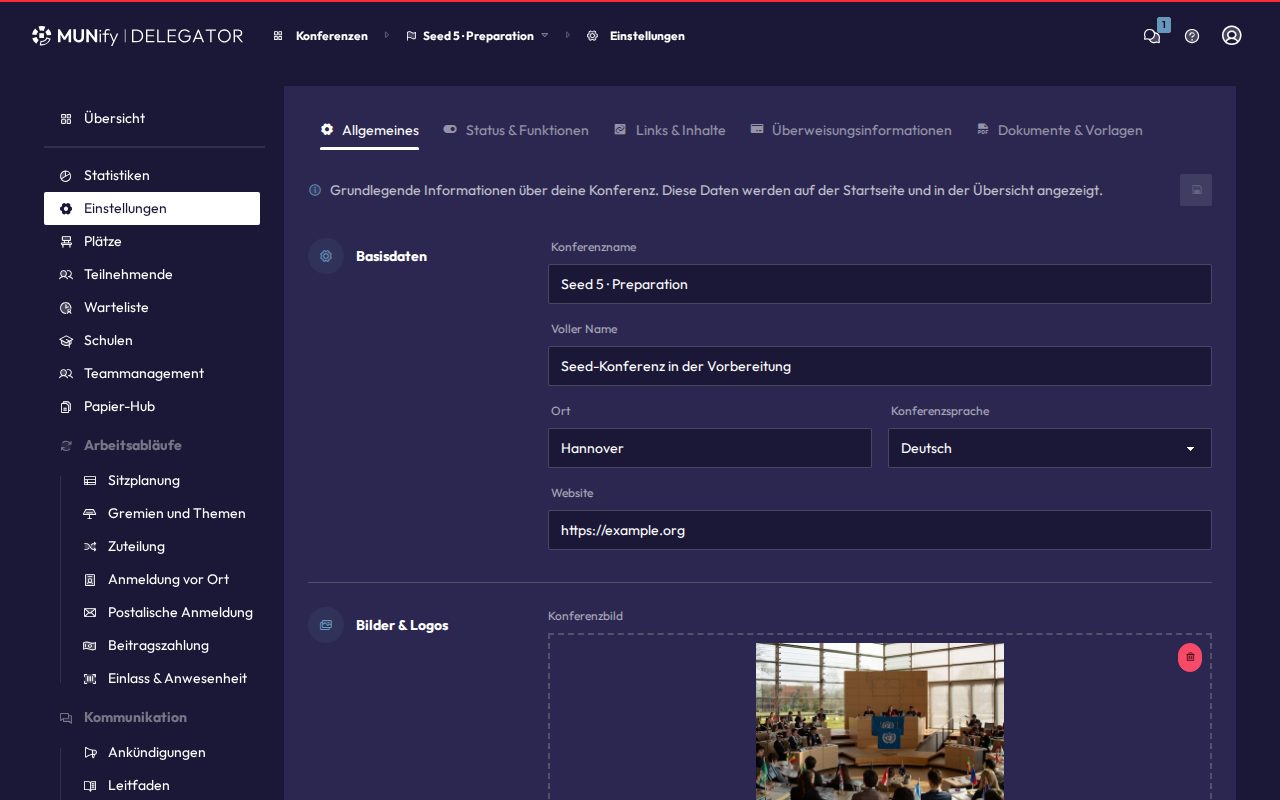 MUNify | DELEGATOR
Konferenzen
Seed 5 · Preparation
Einstellungen
1
Übersicht
Statistiken
Einstellungen
Plätze
Teilnehmende
Warteliste
Schulen
Teammanagement
Papier-Hub
Arbeitsabläufe
Sitzplanung
Gremien und Themen
Zuteilung
Anmeldung vor Ort
Postalische Anmeldung
Beitragszahlung
Einlass & Anwesenheit
Kommunikation
Ankündigungen
Leitfaden
Allgemeines
Status & Funktionen
Links & Inhalte
Überweisungsinformationen
Dokumente & Vorlagen
Grundlegende Informationen über deine Konferenz. Diese Daten werden auf der Startseite und in der Übersicht angezeigt.
Basisdaten
Konferenzname
Seed 5 · Preparation
Voller Name
Seed-Konferenz in der Vorbereitung
Ort
Konferenzsprache
Hannover
Deutsch
Website
https://example.org
Bilder & Logos
Konferenzbild